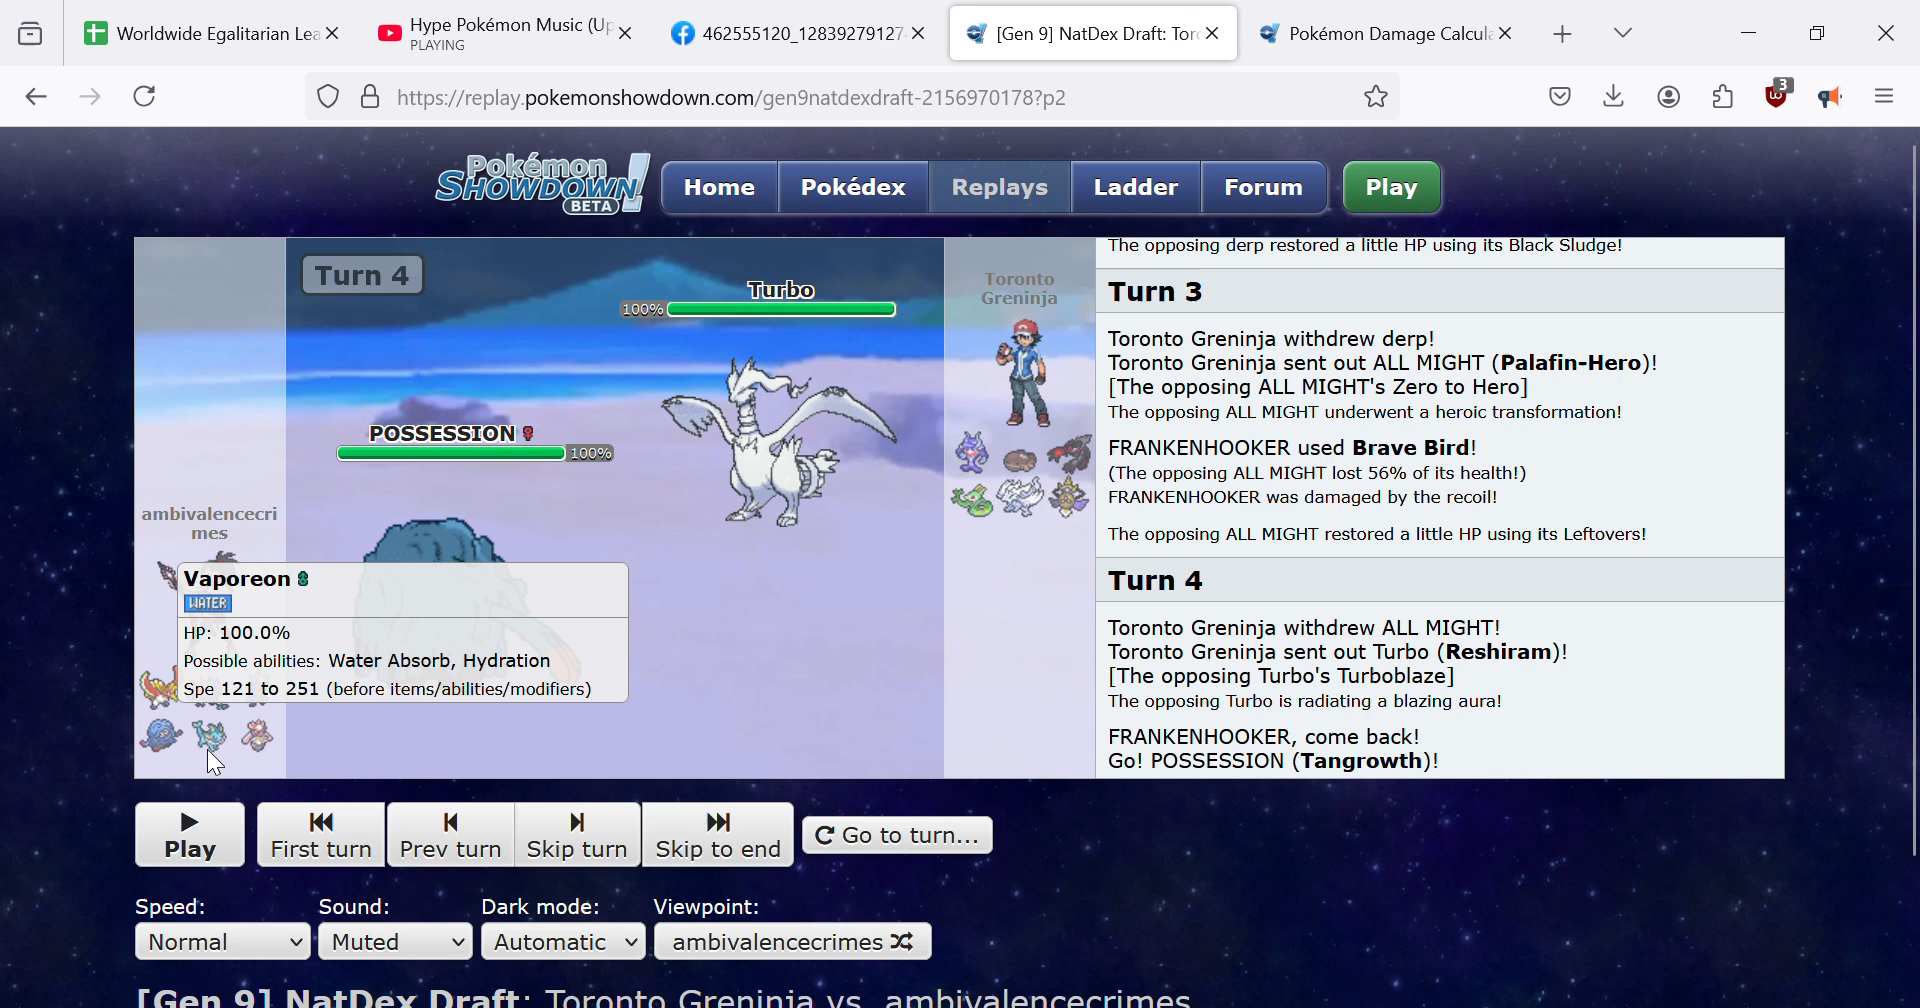 Worldwide Egalitarian Lea
Hype Pokémon Music (Up
PLAYING
462555120_12839279127
[Gen 9] NatDex Draft: Toro
Pokémon Damage Calcula
https://replay.pokemonshowdown.com/gen9natdexdraft-2156970178?p2
3
Pokémon
SHOWDOWN!
BETA
Home
Pokédex
Replays
Ladder
Forum
Play
Turn 4
Turbo
100%
POSSESSION
100%
Toronto
Greninja
ambivalencecri
mes
Vaporeon
WATER
HP: 100.0%
Possible abilities: Water Absorb, Hydration
Spe 121 to 251 (before items/abilities/modifiers)
The opposing derp restored a little HP using its Black Sludge!
Turn 3
Toronto Greninja withdrew derp!
Toronto Greninja sent out ALL MIGHT (Palafin-Hero)!
[The opposing ALL MIGHT's Zero to Hero]
The opposing ALL MIGHT underwent a heroic transformation!
FRANKENHOOKER used Brave Bird!
(The opposing ALL MIGHT lost 56% of its health!)
FRANKENHOOKER was damaged by the recoil!
The opposing ALL MIGHT restored a little HP using its Leftovers!
Turn 4
Toronto Greninja withdrew ALL MIGHT!
Toronto Greninja sent out Turbo (Reshiram)!
[The opposing Turbo's Turboblaze]
The opposing Turbo is radiating a blazing aura!
FRANKENHOOKER, come back!
Go! POSSESSION (Tangrowth)!
Play
First turn
Prev turn
Skip turn
Skip to end
Go to turn...
Speed:
Sound:
Dark mode:
Viewpoint:
Normal
Muted
Automatic
ambivalencecrimes
[Gen 9] NatDex Draft: Toronto Greninja vs. ambivalencecrimes